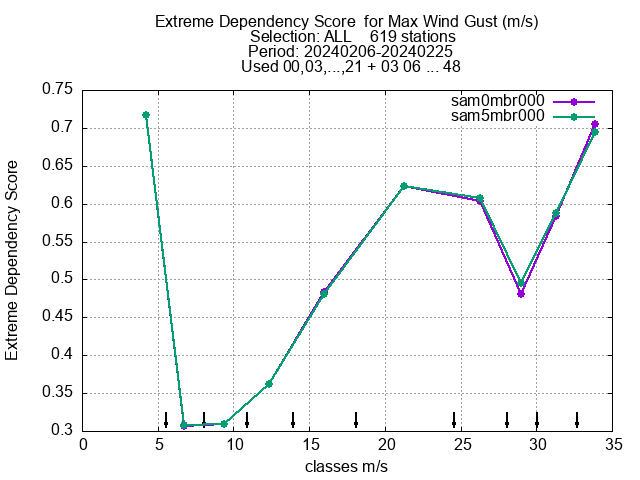 Extreme Dependency Score  for Max Wind Gust (m/s)
Selection: ALL    619 stations
Period: 20240206-20240225
Used 00,03,...,21 + 03 06 ... 48
sam0mbr000
sam5mbr000
0.75
0.7
0.65
0.6
0.55
0.5
0.45
0.4
0.35
0.3
Extreme Dependency Score
0 5 10 15 20 25 30 35
classes m/s